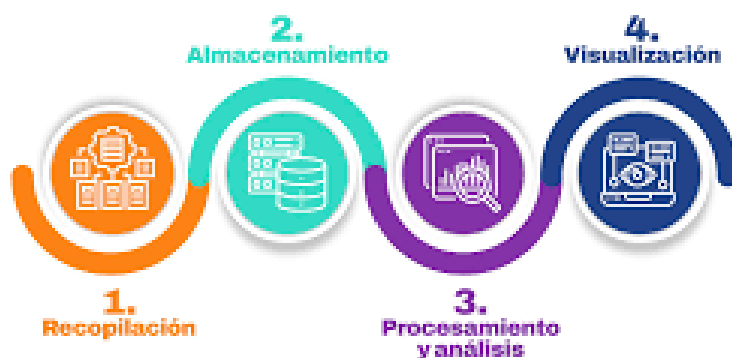 1.
Recopilación
2.
Almacenamiento
3.
Procesamiento
y análisis
4.
Visualización